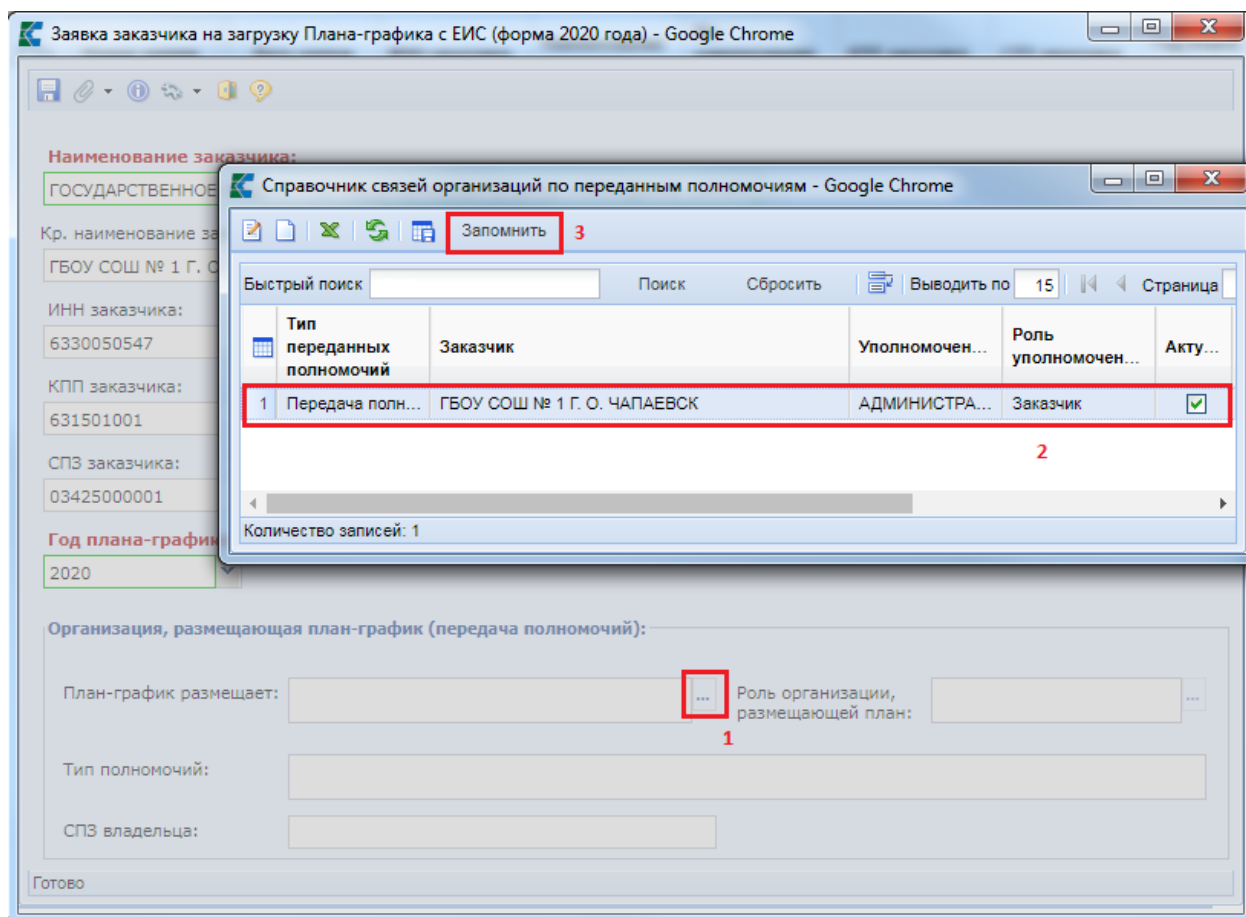 Заявка заказчика на загрузку Плана-графика с ЕИС (форма 2020 года) - Google Chrome
Наименование заказчика:
ГОСУДАРСТВЕННОЕ
Кр. наименование за
ГБОУ СОШ № 1 Г. О
ИНН заказчика:
6330050547
КПП заказчика:
631501001
СПЗ заказчика:
03425000001
Год плана-график
2020
Справочник связей организаций по переданным полномочиям - Google Chrome
Запомнить 3
Быстрый поиск Поиск Сбросить Выводить по 15 Страница
Тип переданных полномочий Заказчик Уполномочен... Роль уполномочен... Акту...
1 Передача полн... ГБОУ СОШ № 1 Г. О. ЧАПАЕВСК АДМИНИСТРА... Заказчик
2
Количество записей: 1
Организация, размещающая план-график (передача полномочий):
План-график размещает: ... Роль организации, ...
размещающей план:
1
Тип полномочий:
СПЗ владельца:
Готово